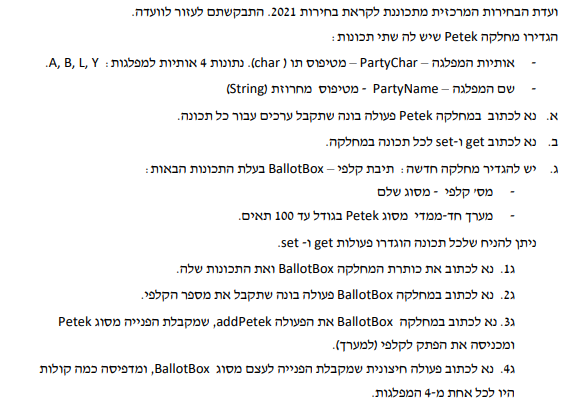 ועדת הבחירות המרכזית מתכוננת לקראת בחירות 2021. התבקשתם לעזור לוועדה.
הגדירו מחלקה Petek שיש לה שתי תכונות:
- אותיות המפלגה – PartyChar – מטיפוס תו ( char). נתונות 4 אותיות למפלגות: A, B, L, Y.
- שם המפלגה – PartyName - מטיפוס מחרוזת (String)
א. נא לכתוב במחלקה Petek פעולה בונה שתקבל ערכים עבור כל תכונה.
ב. נא לכתוב get ו-set לכל תכונה במחלקה.
ג. יש להגדיר מחלקה חדשה: תיבת קלפי – BallotBox בעלת התכונות הבאות:
- מס' קלפי - מסוג שלם
- מערך חד-ממדי מסוג Petek בגודל עד 100 תאים.
ניתן להניח שלכל תכונה הוגדרו פעולות get ו- set.
ג1. נא לכתוב את כותרת המחלקה BallotBox ואת התכונות שלה.
ג2. נא לכתוב במחלקה BallotBox פעולה בונה שתקבל את מספר הקלפי.
ג3. נא לכתוב במחלקה BallotBox את הפעולה addPetek, שמקבלת הפנייה מסוג Petek
ומכניסה את הפתק לקלפי (למערך).
ג4. נא לכתוב פעולה חיצונית שמקבלת הפנייה לעצם מסוג BallotBox, ומדפיסה כמה קולות
היו לכל אחת מ-4 המפלגות.